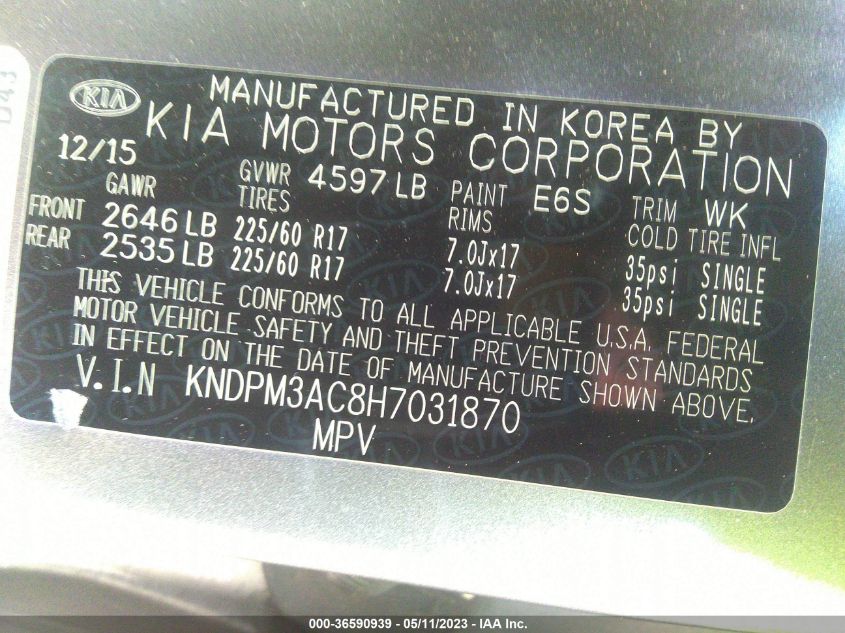 KIA
MANUFACTURED IN KOREA BY
KIA MOTORS CORPORATION
12/15
GAWR
GVWR 4597 LB
PAINT E6S
TRIM WK
TIRES
RIMS
COLD TIRE INFL
FRONT 2646 LB 225/60 R17 7.0Jx17 35psi SINGLE
REAR 2535 LB 225/60 R17 7.0Jx17 35psi SINGLE
THIS VEHICLE CONFORMS TO ALL APPLICABLE U.S.A. FEDERAL
MOTOR VEHICLE SAFETY AND THEFT PREVENTION STANDARDS
IN EFFECT ON THE DATE OF MANUFACTURE SHOWN ABOVE.
V.I.N KNDPM3AC8H7031870
MPV
000-36590939 - 05/11/2023 - IAA Inc.